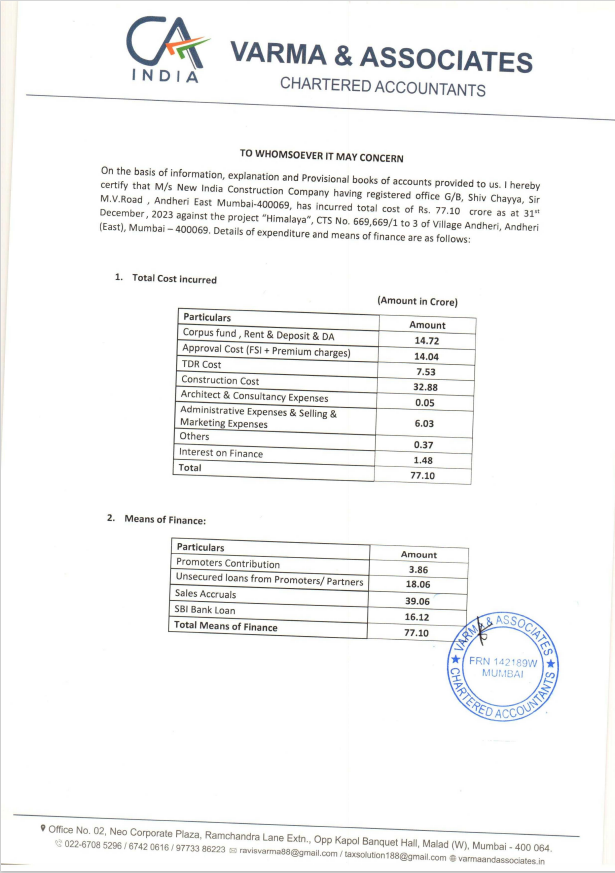 CA
INDIA
VARMA & ASSOCIATES
CHARTERED ACCOUNTANTS
TO WHOMSOEVER IT MAY CONCERN
On the basis of information, explanation and Provisional books of accounts provided to us. I hereby
certify that M/s New India Construction Company having registered office G/B, Shiv Chayya, Sir
M.V.Road , Andheri East Mumbai-400069, has incurred total cost of Rs. 77.10 crore as at 31st
December, 2023 against the project “Himalaya”, CTS No. 669,669/1 to 3 of Village Andheri, Andheri
(East), Mumbai – 400069. Details of expenditure and means of finance are as follows:
1. Total Cost incurred
(Amount in Crore)
Particulars Amount
Corpus fund , Rent & Deposit & DA 14.72
Approval Cost (FSI + Premium charges) 14.04
TDR Cost 7.53
Construction Cost 32.88
Architect & Consultancy Expenses 0.05
Administrative Expenses & Selling &
Marketing Expenses 6.03
Others 0.37
Interest on Finance 1.48
Total 77.10
2. Means of Finance:
Particulars Amount
Promoters Contribution 3.86
Unsecured loans from Promoters/ Partners 18.06
Sales Accruals 39.06
SBI Bank Loan 16.12
Total Means of Finance 77.10
VARMA & ASSOCIATES
FRN 142189W
MUMBAI
CHARTERED ACCOUNTANTS
Office No. 02, Neo Corporate Plaza, Ramchandra Lane Extn., Opp Kapol Banquet Hall, Malad (W), Mumbai - 400 064.
022-6708 5296 / 6742 0616 / 97733 86223 ravisvarma88@gmail.com / taxsolution188@gmail.com varmaandassociates.in